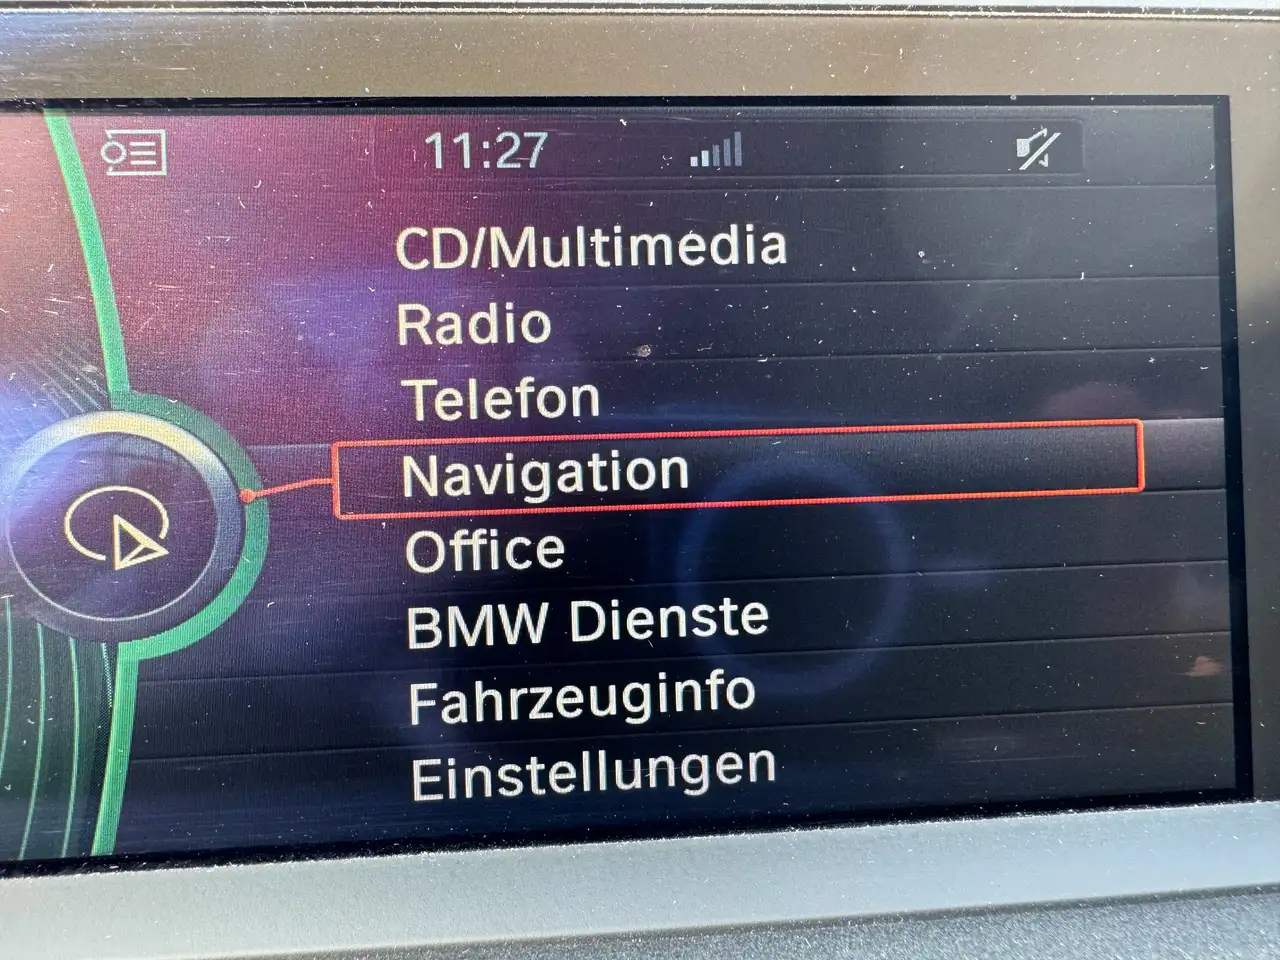 11:27
CD/Multimedia
Radio
Telefon
Navigation
Office
BMW Dienste
Fahrzeuginfo
Einstellungen